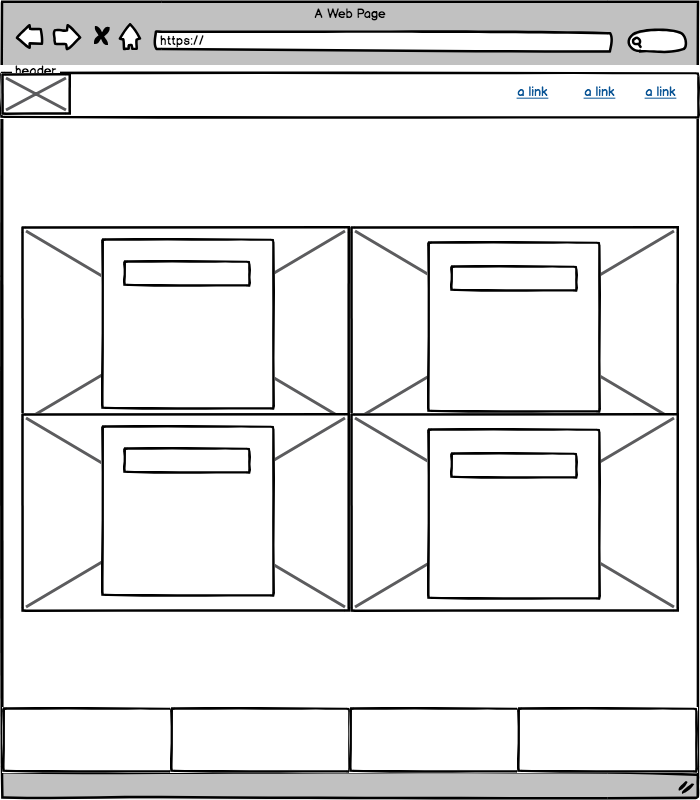 A Web Page
https://
header
a link a link a link